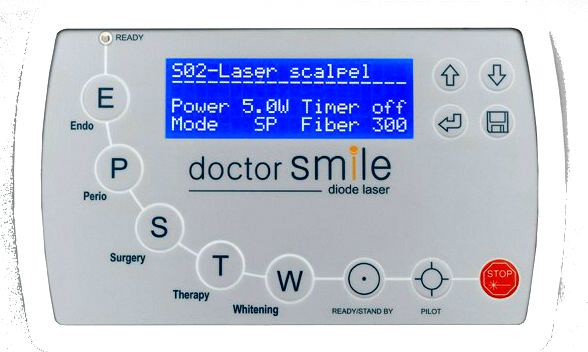 READY
S02-Laser scalpel
Power 5.0W Timer off
Mode SP Fiber 300
E
Endo
P
Perio
doctor smile
diode laser
S
Surgery
T
Therapy
W
Whitening
READY/STAND BY
PILOT
STOP